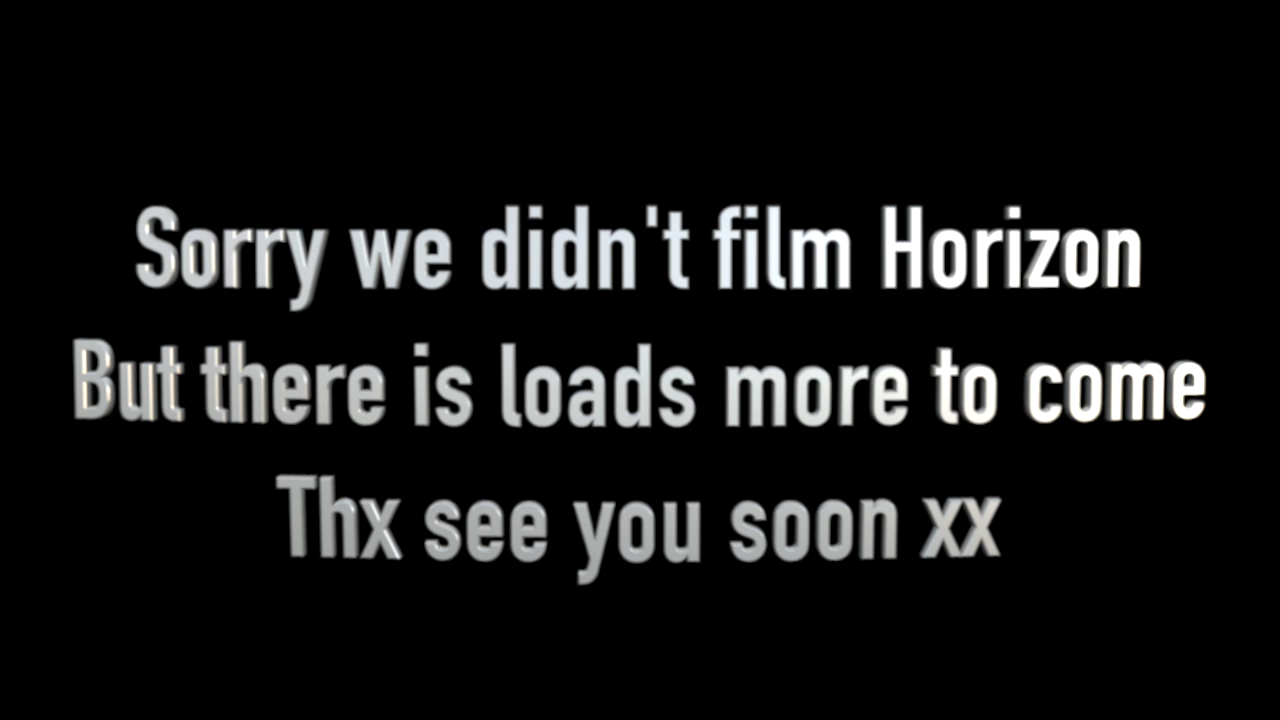 Sorry we didn't film Horizon
But there is loads more to come
Thx see you soon xx